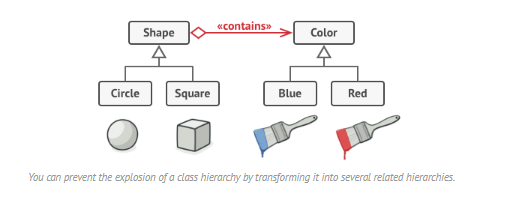 «contains»
Shape
Color
Circle
Square
Blue
Red
You can prevent the explosion of a class hierarchy by transforming it into several related hierarchies.